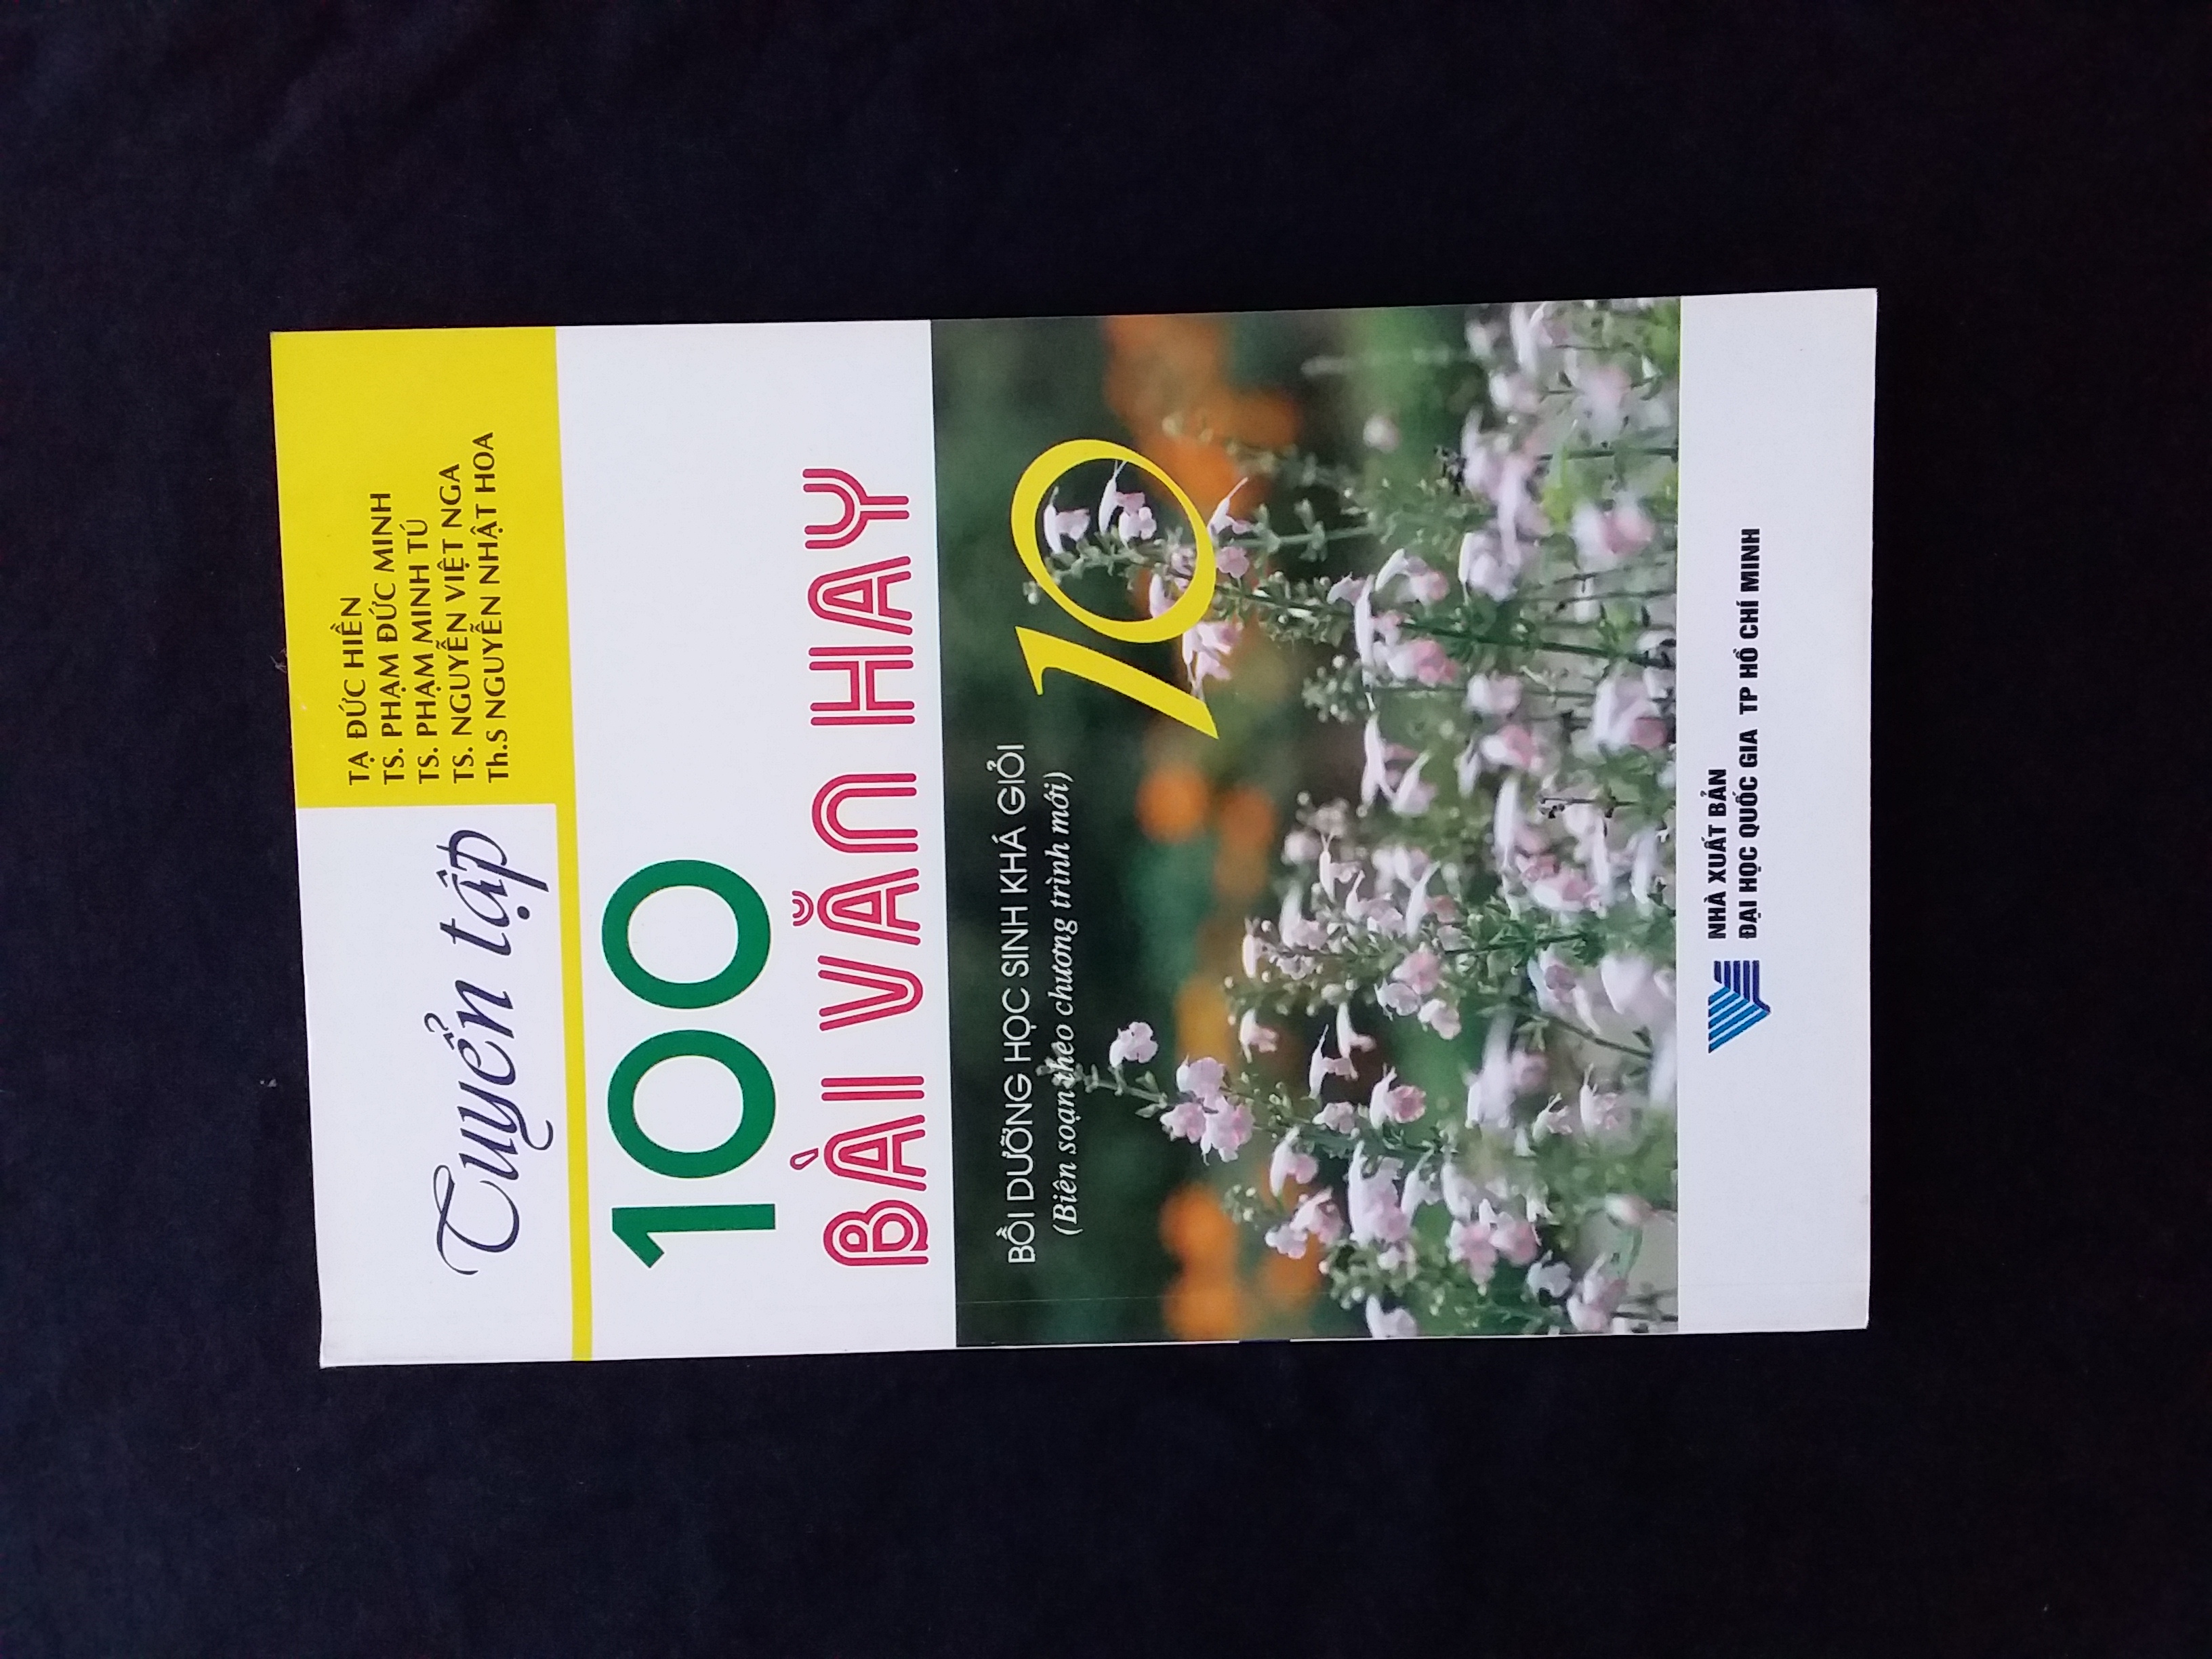 TẠ ĐỨC HIỀN
TS. PHẠM ĐỨC MINH
TS. PHẠM MINH TÚ
TS. NGUYỄN VIỆT NGA
Th.S NGUYỄN NHẬT HOA
Tuyển tập
100
BÀI VĂN HAY
BỒI DƯỠNG HỌC SINH KHÁ GIỎI
(Biên soạn theo chương trình mới)
10
NHÀ XUẤT BẢN
ĐẠI HỌC QUỐC GIA TP HỒ CHÍ MINH